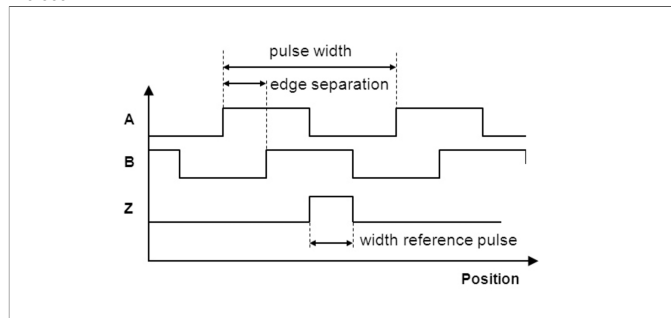 pulse width
edge separation
A
B
Z
width reference pulse
Position